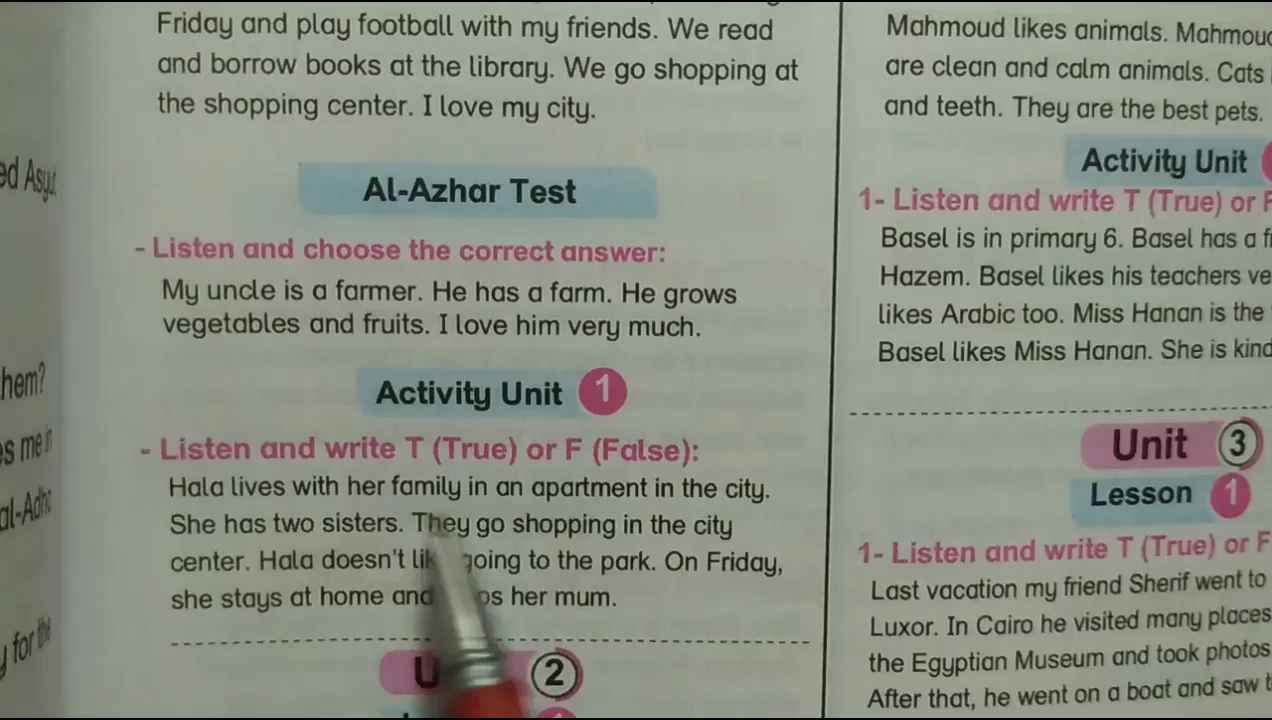 Friday and play football with my friends. We read
and borrow books at the library. We go shopping at
the shopping center. I love my city.
Al-Azhar Test
- Listen and choose the correct answer:
My uncle is a farmer. He has a farm. He grows
vegetables and fruits. I love him very much.
Activity Unit 1
- Listen and write T (True) or F (False):
Hala lives with her family in an apartment in the city.
She has two sisters. They go shopping in the city
center. Hala doesn't going to the park. On Friday,
she stays at home and her mum.
2
Mahmoud likes animals.
are clean and calm animals. Cats
and teeth. They are the best pets.
Activity Unit
1- Listen and write T (True) or
Basel is in primary 6. Basel has a
Hazem. Basel likes his teachers
likes Arabic too. Miss Hanan is the
Basel likes Miss Hanan. She is kind
Unit 3
Lesson 1
1- Listen and write T (True) or F
Last vacation my friend Sherif went to
Luxor. In Cairo he visited many places
the Egyptian Museum and took photos
After that, he went on a boat and saw
hem?
me in
for the